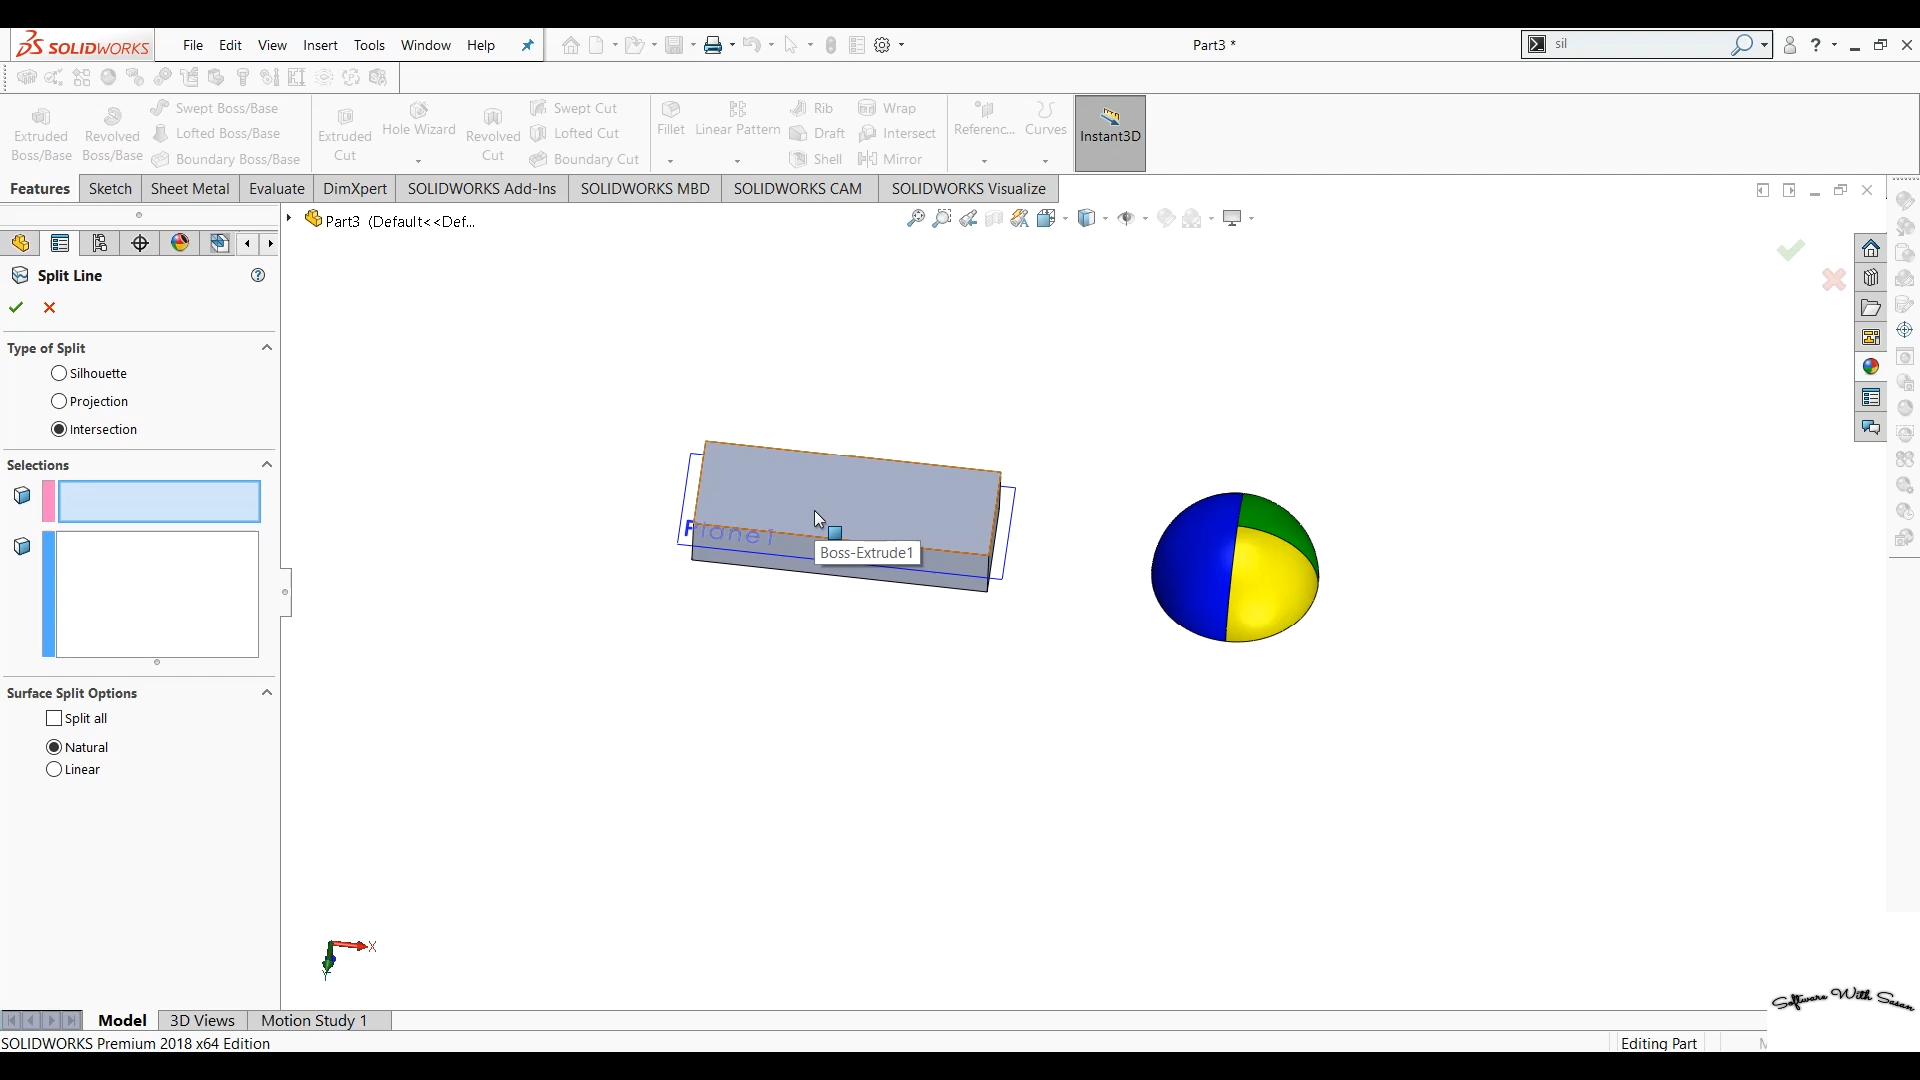 SOLIDWORKS File Edit View Insert Tools Window Help Part3 * sil
Extruded Boss/Base
Revolved Boss/Base
Swept Boss/Base
Lofted Boss/Base
Boundary Boss/Base
Extruded Cut
Hole Wizard
Revolved Cut
Swept Cut
Lofted Cut
Boundary Cut
Fillet
Linear Pattern
Rib
Draft
Shell
Wrap
Intersect
Mirror
Referenc...
Curves
Instant3D
Features Sketch Sheet Metal Evaluate DimXpert SOLIDWORKS Add-Ins SOLIDWORKS MBD SOLIDWORKS CAM SOLIDWORKS Visualize
Part3 (Default<<Def...
Split Line
Type of Split
Silhouette
Projection
Intersection
Selections
Surface Split Options
Split all
Natural
Linear
Plane1
Boss-Extrude1
X
Y
Software With Sasan
Model 3D Views Motion Study 1
SOLIDWORKS Premium 2018 x64 Edition Editing Part M